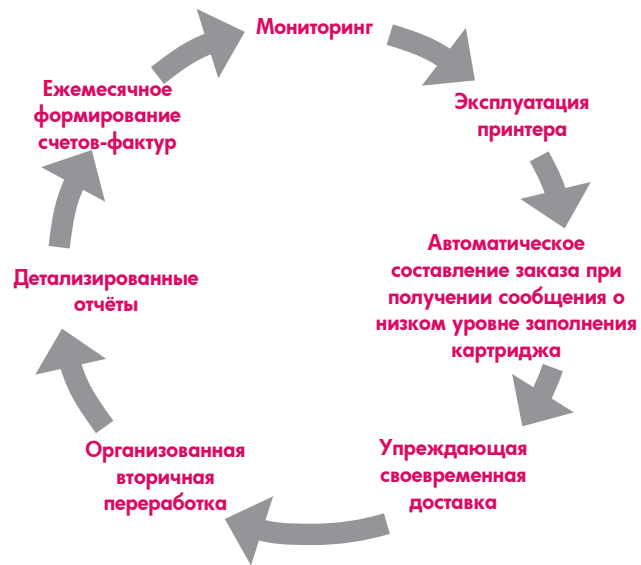 Мониторинг
Эксплуатация
принтера
Автоматическое
составление заказа при
получении сообщения о
низком уровне заполнения
картриджа
Упреждающая
своевременная
доставка
Организованная
вторичная
переработка
Детализированные
отчёты
Ежемесячное
формирование
счетов-фактур